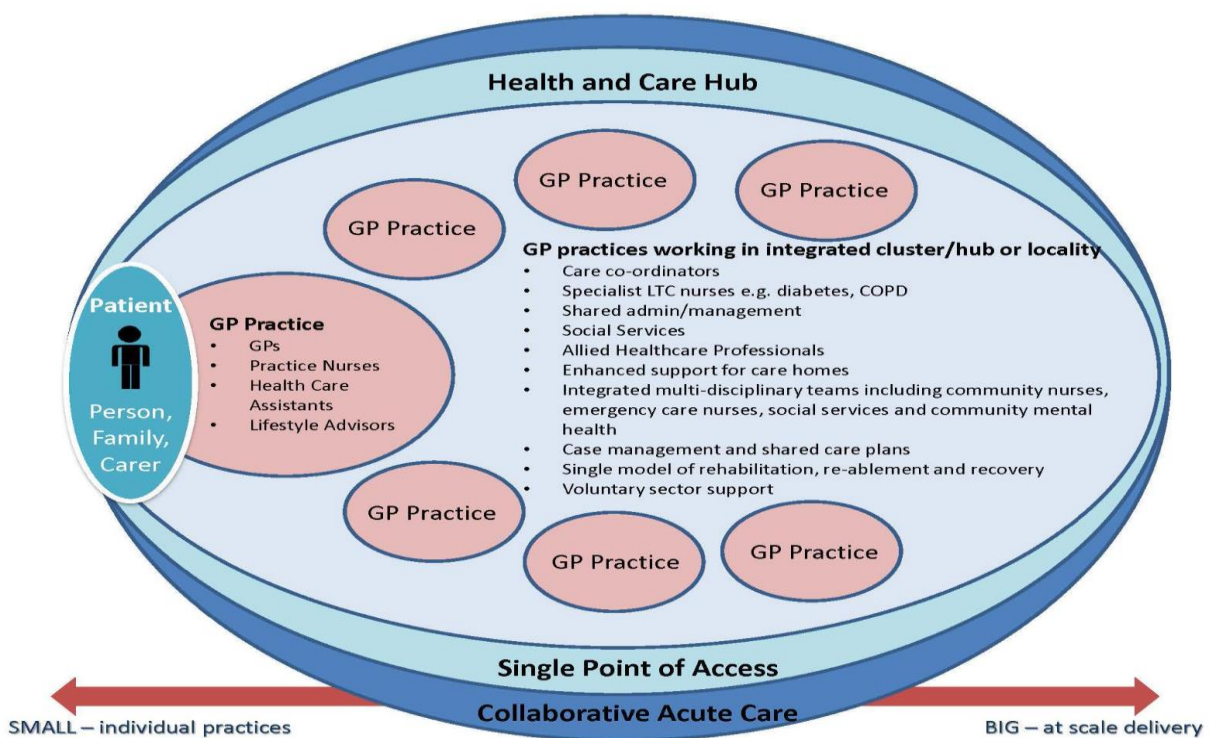 Health and Care Hub
GP Practice
GP Practice
GP Practice
GP practices working in integrated cluster/hub or locality
• Care co-ordinators
• Specialist LTC nurses e.g. diabetes, COPD
• Shared admin/management
• Social Services
• Allied Healthcare Professionals
• Enhanced support for care homes
• Integrated multi-disciplinary teams including community nurses,
emergency care nurses, social services and community mental
health
• Case management and shared care plans
• Single model of rehabilitation, re-ablement and recovery
• Voluntary sector support
Patient
Person,
Family,
Carer
GP Practice
• GPs
• Practice Nurses
• Health Care
Assistants
• Lifestyle Advisors
GP Practice
GP Practice
GP Practice
Single Point of Access
Collaborative Acute Care
SMALL – individual practices
BIG – at scale delivery